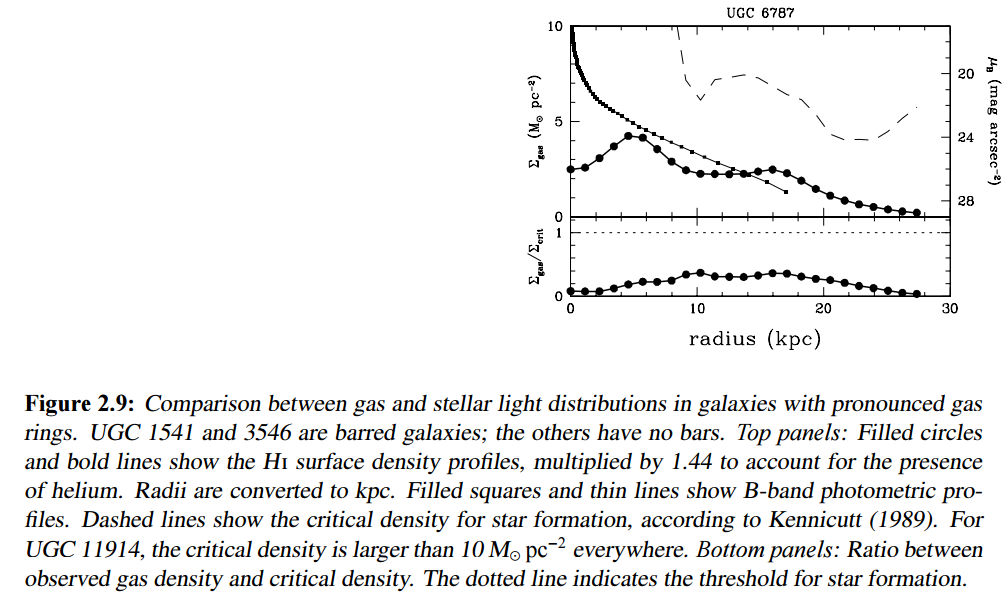 UGC 6787
10
5
0
Σgas (M⊙ pc−2)
20
24
28
μB (mag arcsec−2)
1
0
Σgas/Σcrit
0 10 20 30
radius (kpc)
Figure 2.9: Comparison between gas and stellar light distributions in galaxies with pronounced gas
rings. UGC 1541 and 3546 are barred galaxies; the others have no bars. Top panels: Filled circles
and bold lines show the HI surface density profiles, multiplied by 1.44 to account for the presence
of helium. Radii are converted to kpc. Filled squares and thin lines show B-band photometric pro-
files. Dashed lines show the critical density for star formation, according to Kennicutt (1989). For
UGC 11914, the critical density is larger than 10 M⊙ pc−2 everywhere. Bottom panels: Ratio between
observed gas density and critical density. The dotted line indicates the threshold for star formation.